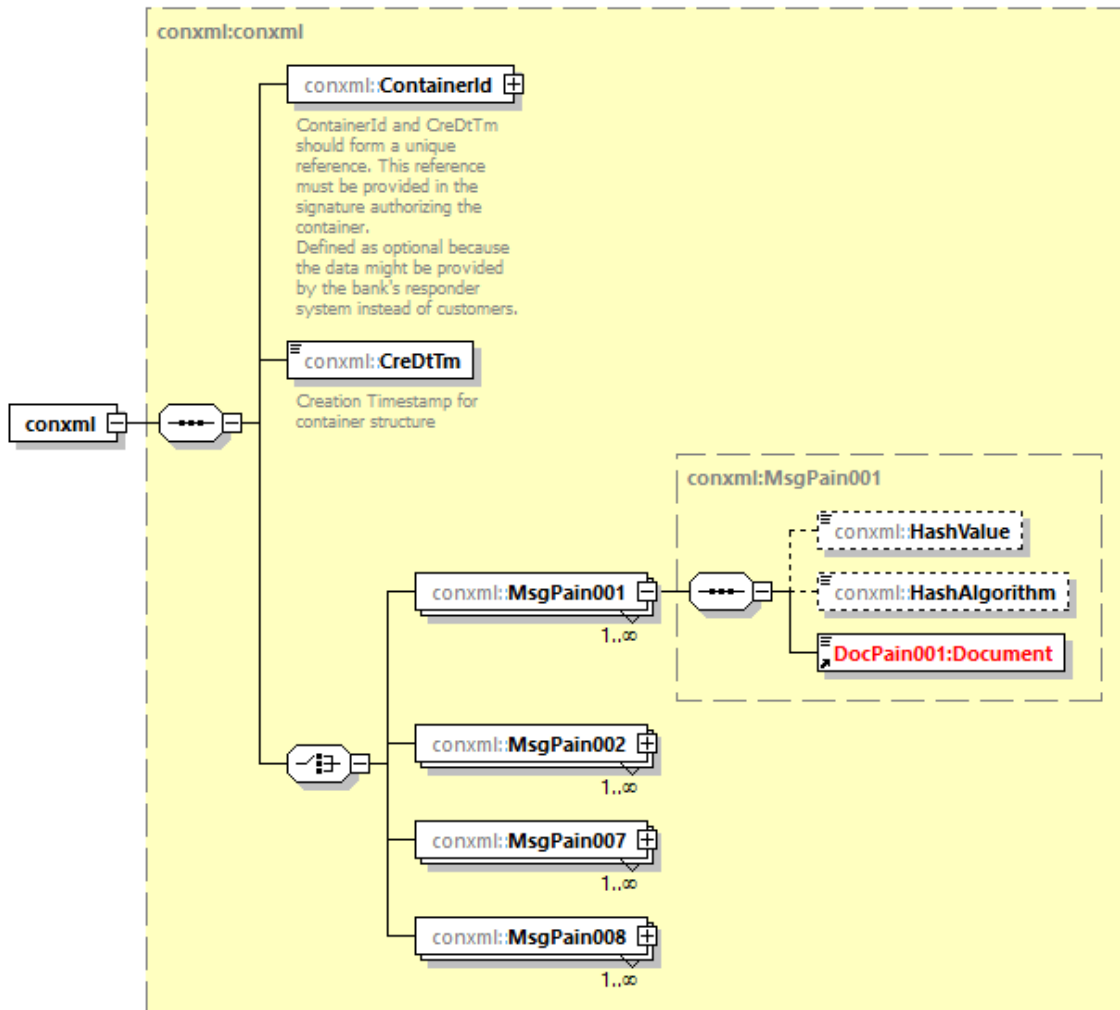 conxml:conxml
conxml::ContainerId
ContainerId and CreDtTm
should form a unique
reference. This reference
must be provided in the
signature authorizing the
container.
Defined as optional because
the data might be provided
by the bank's responder
system instead of customers.
conxml::CreDtTm
Creation Timestamp for
container structure
conxml
conxml:MsgPain001
conxml::HashValue
conxml::HashAlgorithm
DocPain001:Document
conxml::MsgPain001
1..∞
conxml::MsgPain002
1..∞
conxml::MsgPain007
1..∞
conxml::MsgPain008
1..∞